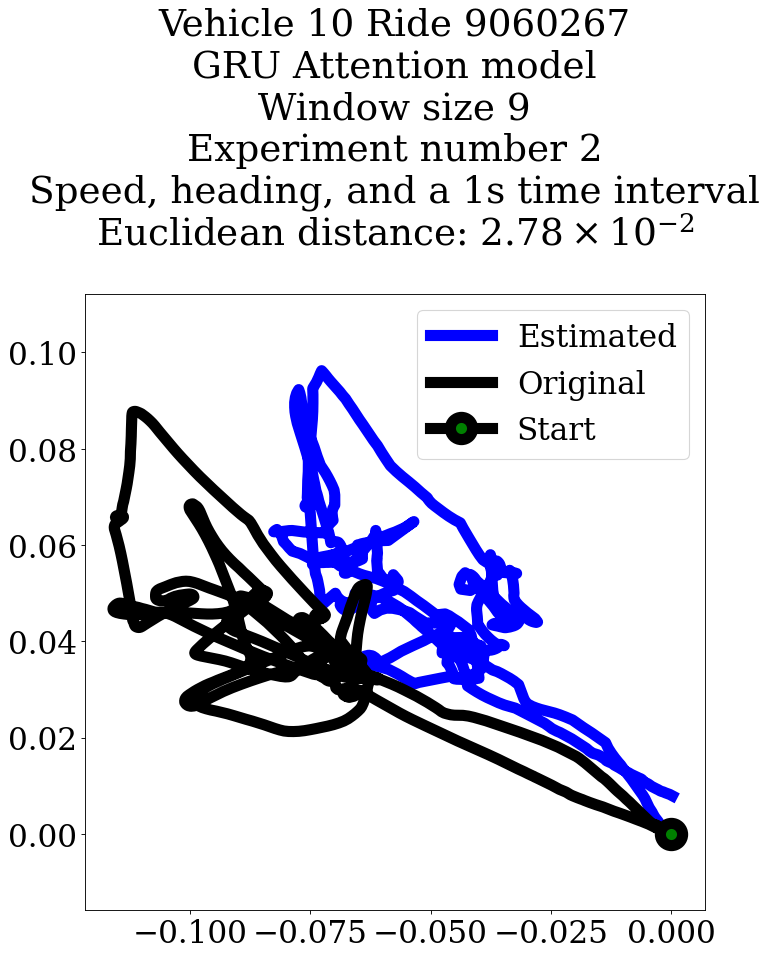 Vehicle 10 Ride 9060267
GRU Attention model
Window size 9
Experiment number 2
Speed, heading, and a 1s time interval
Euclidean distance: 2.78 × 10⁻²
Estimated
Original
Start
0.10
0.08
0.06
0.04
0.02
0.00
−0.100 −0.075 −0.050 −0.025 0.000